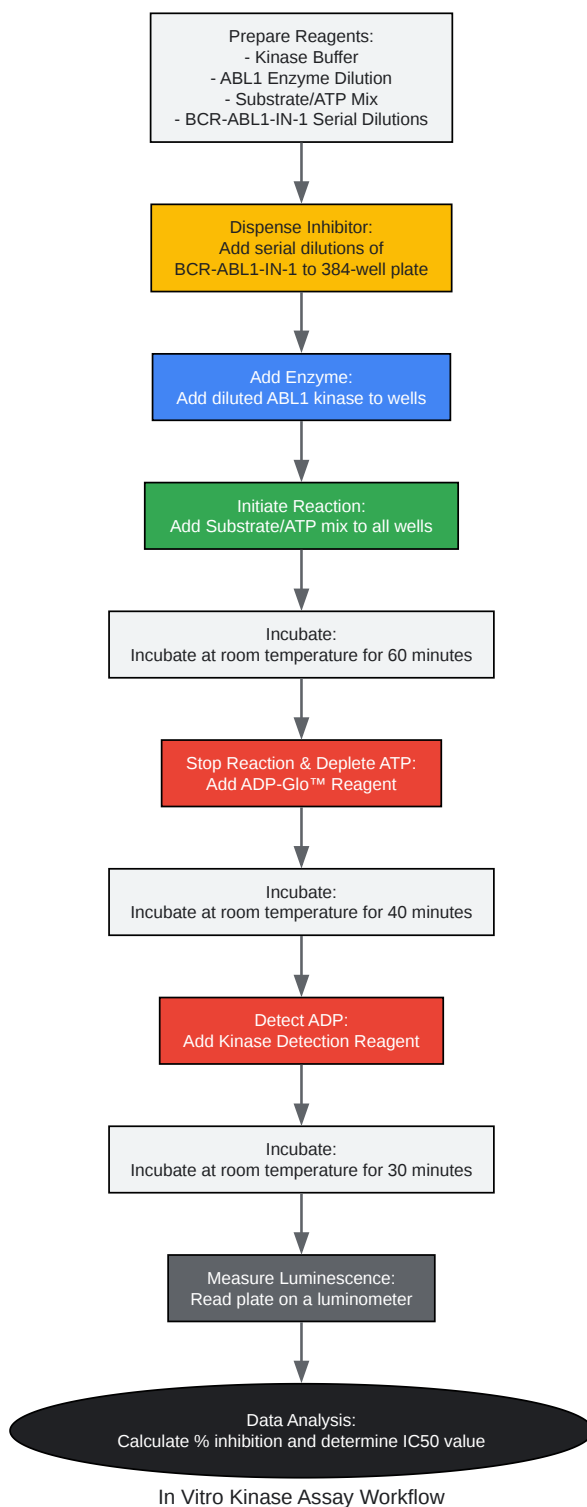 Prepare Reagents:
- Kinase Buffer
- ABL1 Enzyme Dilution
- Substrate/ATP Mix
- BCR-ABL1-IN-1 Serial Dilutions
Dispense Inhibitor:
Add serial dilutions of
BCR-ABL1-IN-1 to 384-well plate
Add Enzyme:
Add diluted ABL1 kinase to wells
Initiate Reaction:
Add Substrate/ATP mix to all wells
Incubate:
Incubate at room temperature for 60 minutes
Stop Reaction & Deplete ATP:
Add ADP-Glo™ Reagent
Incubate:
Incubate at room temperature for 40 minutes
Detect ADP:
Add Kinase Detection Reagent
Incubate:
Incubate at room temperature for 30 minutes
Measure Luminescence:
Read plate on a luminometer
Data Analysis:
Calculate % inhibition and determine IC50 value
In Vitro Kinase Assay Workflow